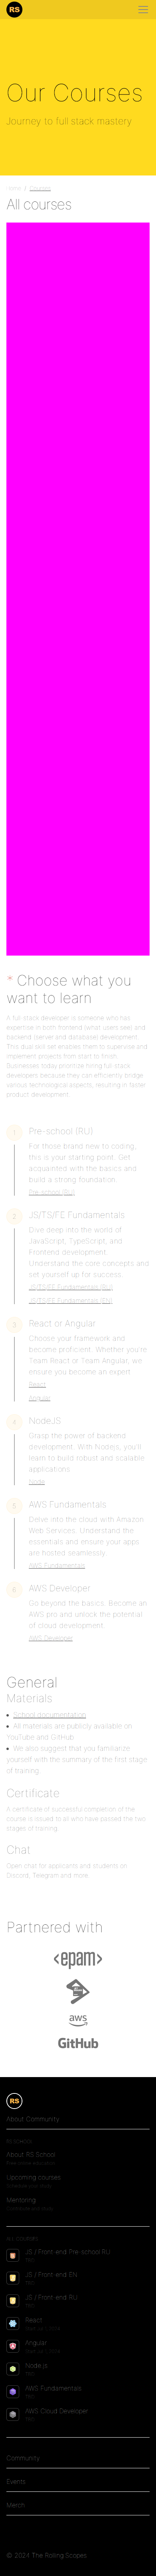 RS
Our Courses
Journey to full stack mastery
Home / Courses
All courses
Choose what you
want to learn
A full-stack developer is someone who has
expertise in both frontend (what users see) and
backend (server and database) development.
This dual skill set enables them to supervise and
implement projects from start to finish.
Businesses today prioritize hiring full-stack
developers because they can efficiently bridge
various technological aspects, resulting in faster
product development.
1
Pre-school (RU)
For those brand new to coding,
this is your starting point. Get
acquainted with the basics and
build a strong foundation.
Pre-school (Ru)
2
JS/TS/FE Fundamentals
Dive deep into the world of
JavaScript, TypeScript, and
Frontend development.
Understand the core concepts and
set yourself up for success.
JS/TS/FE Fundamentals (Ru)
JS/TS/FE Fundamentals (EN)
3
React or Angular
Choose your framework and
become proficient. Whether you're
Team React or Team Angular, we
ensure you become an expert.
React
Angular
4
NodeJS
Grasp the power of backend
development. With Nodejs, you'll
learn to build robust and scalable
applications.
Node
5
AWS Fundamentals
Delve into the cloud with Amazon
Web Services. Understand the
essentials and ensure your apps
are hosted seamlessly.
AWS Fundamentals
6
AWS Developer
Go beyond the basics. Become an
AWS pro and unlock the potential
of cloud development.
AWS Developer
General
Materials
School documentation
All materials are publicly available on
YouTube and GitHub
We also suggest that you familiarize
yourself with the summary of the first stage
of training
Certificate
A certificate of successful completion of the
course is issued to all who have passed the two
stages of training.
Chat
Open chat for applicants and students on
Discord, Telegram and more.
Partnered with
<epam>
aws
GitHub
RS
About Community
RS School
About RS School
Free online education
Upcoming courses
Schedule your study
Mentoring
ALL COURSES
JS / Front-end Pre-school RU
TBD
JS / Front-end EN
TBD
JS / Front-end RU
TBD
React
Angular
Node.js
TBD
AWS Fundamentals
TBD
AWS Cloud Developer
TBD
Community
Events
Merch
© 2024 The Rolling Scopes